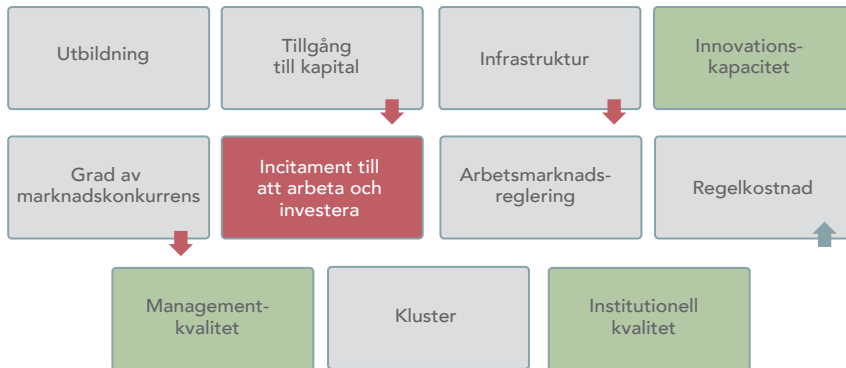 Utbildning
Tillgång
till kapital
Infrastruktur
Innovations-
kapacitet
Grad av
marknadskonkurrens
Incitament till
att arbeta och
investera
Arbetsmarknads-
reglering
Regelkostnad
Management-
kvalitet
Kluster
Institutionell
kvalitet